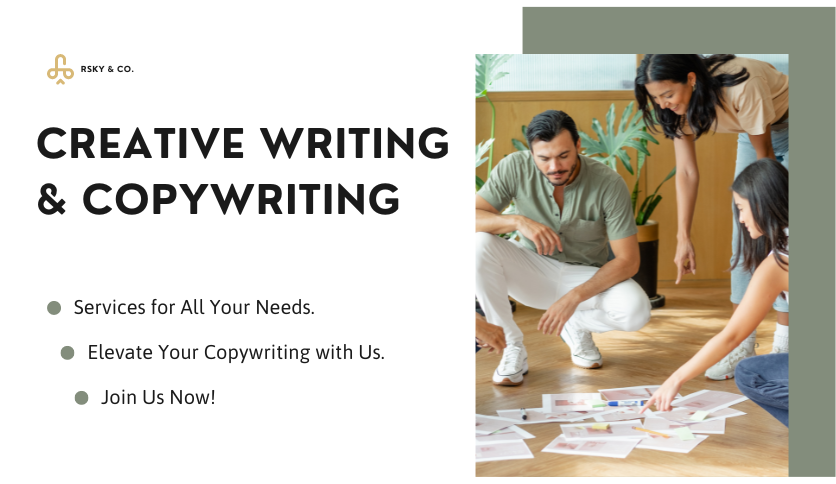 RSKY & CO.
CREATIVE WRITING
& COPYWRITING
Services for All Your Needs.
Elevate Your Copywriting with Us.
Join Us Now!